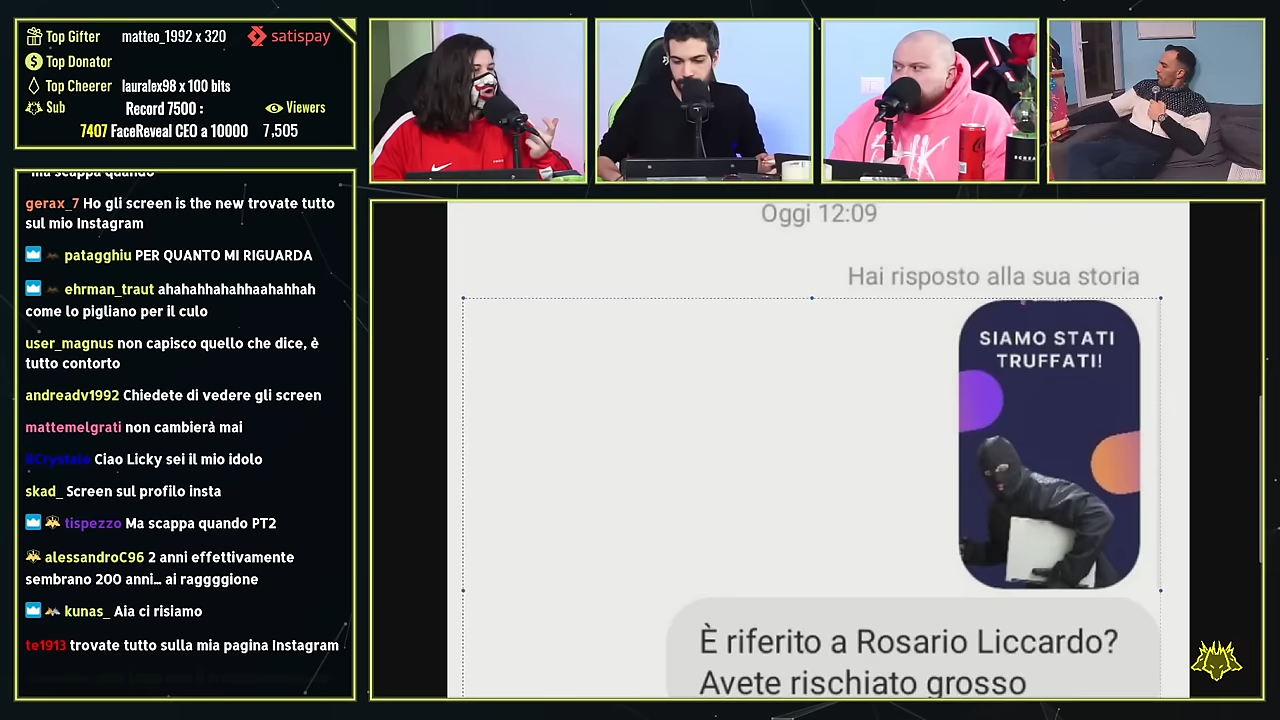 Top Gifter matteo_1992 x 320 satispay
Top Donator
Top Cheerer lauralex98 x 100 bits
Sub Record 7500 : Viewers
7407 FaceReveal CEO a 10000 7,505
ma scappa quando
gerax_7 Ho gli screen is the new trovate tutto
sul mio Instagram
patagghiu PER QUANTO MI RIGUARDA
ehrman_traut ahahahhahahhaahahhah
come lo pigliano per il culo
user_magnus non capisco quello che dice, è
tutto contorto
andreadv1992 Chiedete di vedere gli screen
mattemelgrati non cambierà mai
Ciao Licky sei il mio idolo
skad_ Screen sul profilo insta
tispezzo Ma scappa quando PT2
alessandroC96 2 anni effettivamente
sembrano 200 anni... ai raggggione
kunas_ Aia ci risiamo
te1913 trovate tutto sulla mia pagina Instagram
Oggi 12:09
Hai risposto alla sua storia
SIAMO STATI
TRUFFATI!
È riferito a Rosario Liccardo?
Avete rischiato grosso